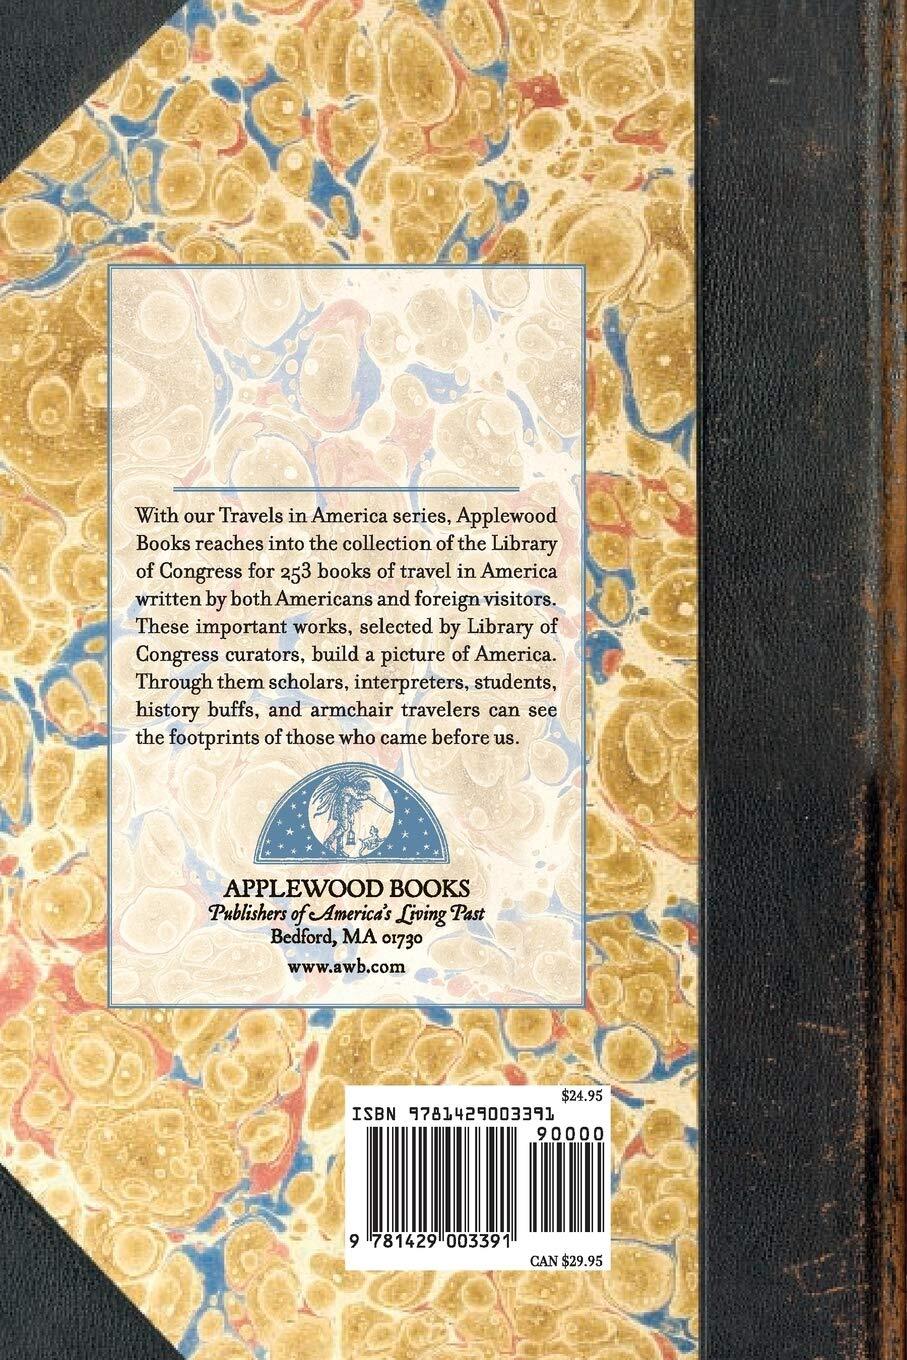 With our Travels in America series, Applewood
Books reaches into the collection of the Library
of Congress for 253 books of travel in America
written by both Americans and foreign visitors.
These important works, selected by Library of
Congress curators, build a picture of America.
Through them scholars, interpreters, students,
history buffs, and armchair travelers can see
the footprints of those who came before us.
APPLEWOOD BOOKS
Publishers of America's Living Past
Bedford, MA 01730
www.awb.com
$24.95
ISBN 9781429003391
90000
9 781429 003391
CAN $29.95